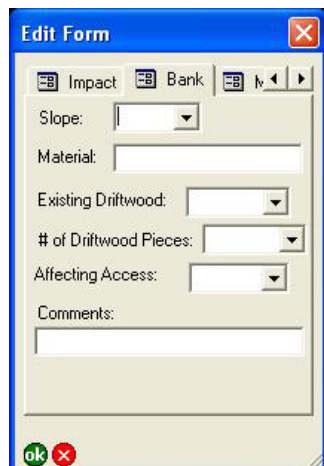 Edit Form
Impact Bank
Slope:
Material:
Existing Driftwood:
# of Driftwood Pieces:
Affecting Access:
Comments:
ok